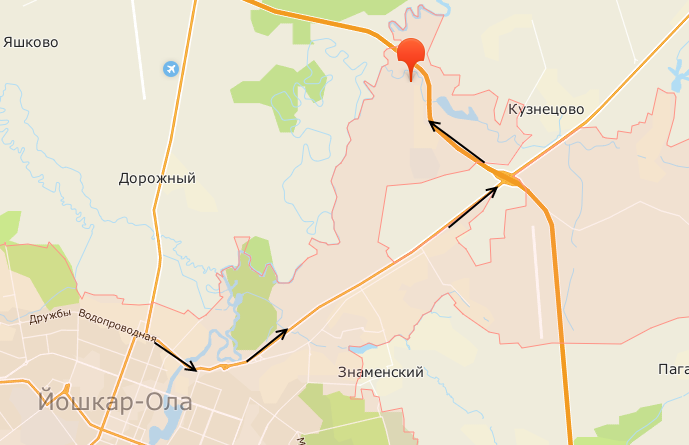 Яшково
Кузнецово
Дорожный
Дружбы Водопроводная
Знаменский
Пага
Йошкар-Ола
М